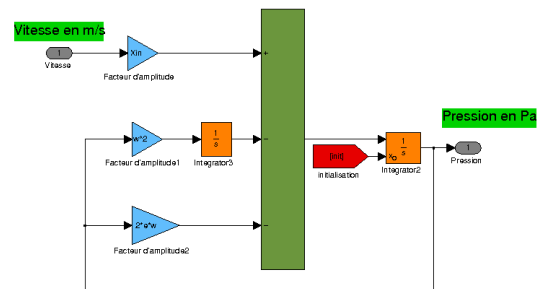 Vitesse en m/s
1
Vitesse
Xin
Facteur d'amplitude
+
Pression en Pa
w^2
Facteur d'amplitude1
1
s
Integrator3
−
[init]
initialisation
xo
1
s
Integrator2
1
Pression
2*e*w
Facteur d'amplitude2
−